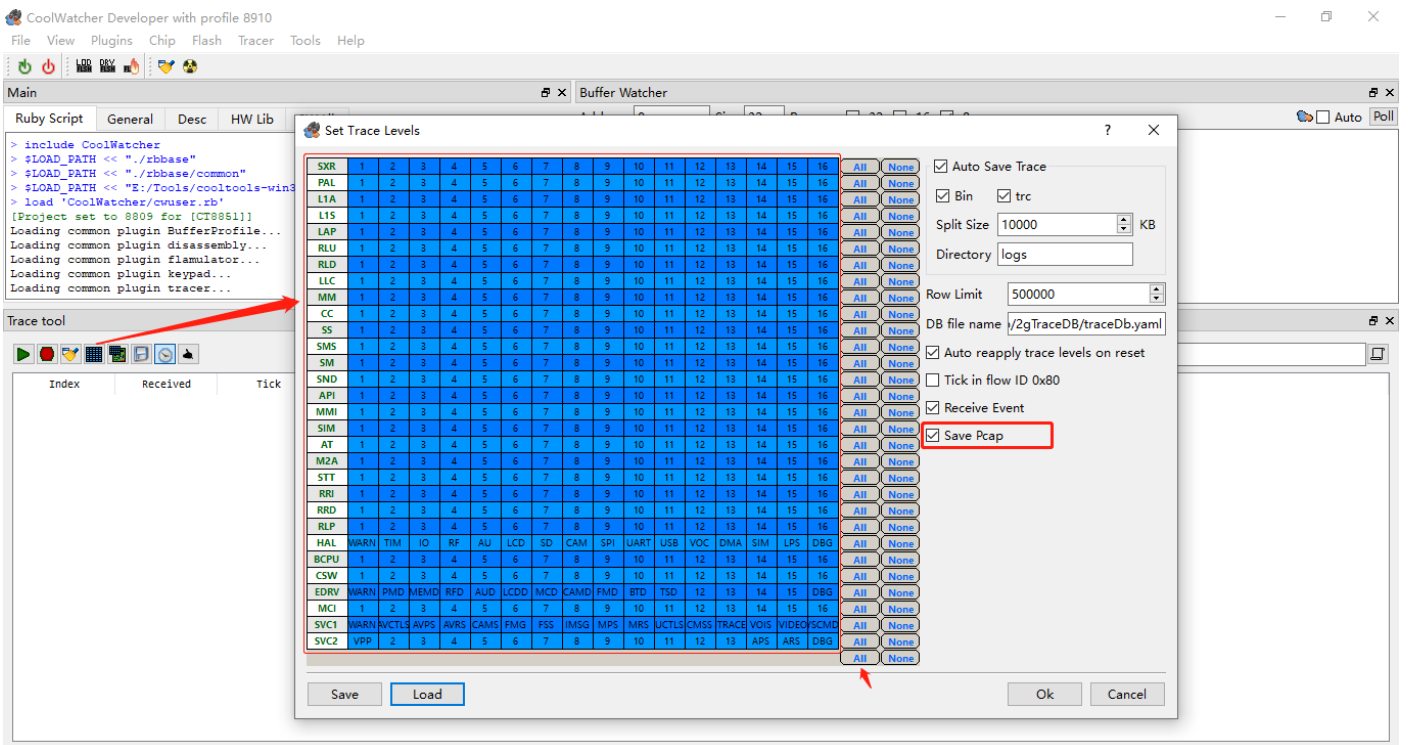 CoolWatcher Developer with profile 8910
File View Plugins Chip Flash Tracer Tools Help
Main
Buffer Watcher
Ruby Script General Desc HW Lib
Auto Poll
> include CoolWatcher
> $LOAD_PATH << "./rbbase"
> $LOAD_PATH << "./rbbase/common"
> $LOAD_PATH << "E:/Tools/cooltools-win3
> load 'CoolWatcher/cwuser.rb'
[Project set to 8809 for [CT8851]]
Loading common plugin BufferProfile...
Loading common plugin disassembly...
Loading common plugin flamulator...
Loading common plugin keypad...
Loading common plugin tracer...
Trace tool
Index Received Tick
Set Trace Levels ?
SXR 1 2 3 4 5 6 7 8 9 10 11 12 13 14 15 16 All None
PAL 1 2 3 4 5 6 7 8 9 10 11 12 13 14 15 16 All None
L1A 1 2 3 4 5 6 7 8 9 10 11 12 13 14 15 16 All None
L1S 1 2 3 4 5 6 7 8 9 10 11 12 13 14 15 16 All None
LAP 1 2 3 4 5 6 7 8 9 10 11 12 13 14 15 16 All None
RLU 1 2 3 4 5 6 7 8 9 10 11 12 13 14 15 16 All None
RLD 1 2 3 4 5 6 7 8 9 10 11 12 13 14 15 16 All None
LLC 1 2 3 4 5 6 7 8 9 10 11 12 13 14 15 16 All None
MM 1 2 3 4 5 6 7 8 9 10 11 12 13 14 15 16 All None
CC 1 2 3 4 5 6 7 8 9 10 11 12 13 14 15 16 All None
SS 1 2 3 4 5 6 7 8 9 10 11 12 13 14 15 16 All None
SMS 1 2 3 4 5 6 7 8 9 10 11 12 13 14 15 16 All None
SM 1 2 3 4 5 6 7 8 9 10 11 12 13 14 15 16 All None
SND 1 2 3 4 5 6 7 8 9 10 11 12 13 14 15 16 All None
API 1 2 3 4 5 6 7 8 9 10 11 12 13 14 15 16 All None
MMI 1 2 3 4 5 6 7 8 9 10 11 12 13 14 15 16 All None
SIM 1 2 3 4 5 6 7 8 9 10 11 12 13 14 15 16 All None
AT 1 2 3 4 5 6 7 8 9 10 11 12 13 14 15 16 All None
M2A 1 2 3 4 5 6 7 8 9 10 11 12 13 14 15 16 All None
STT 1 2 3 4 5 6 7 8 9 10 11 12 13 14 15 16 All None
RRI 1 2 3 4 5 6 7 8 9 10 11 12 13 14 15 16 All None
RRD 1 2 3 4 5 6 7 8 9 10 11 12 13 14 15 16 All None
RLP 1 2 3 4 5 6 7 8 9 10 11 12 13 14 15 16 All None
HAL WARN TIM IO RF AU LCD SD CAM SPI UART USB VOC DMA SIM LPS DBG All None
BCPU 1 2 3 4 5 6 7 8 9 10 11 12 13 14 15 16 All None
CSW 1 2 3 4 5 6 7 8 9 10 11 12 13 14 15 16 All None
EDRV WARN PMD MEMD RFD AUD LCDD MCD CAMD FMD BTD TSD 12 13 14 15 DBG All None
MCI 1 2 3 4 5 6 7 8 9 10 11 12 13 14 15 16 All None
SVC1 WARN AVCTLS AVPS AVRS CAMS FMG FSS IMSG MPS MRS UCTLS CMSS TRACE VOIS VIDEO YSCMD All None
SVC2 VPP 2 3 4 5 6 7 8 9 10 11 12 13 APS ARS DBG All None
All None
Auto Save Trace
Bin trc
Split Size 10000 KB
Directory logs
Row Limit 500000
DB file name /2gTraceDB/traceDb.yaml
Auto reapply trace levels on reset
Tick in flow ID 0x80
Receive Event
Save Pcap
Save Load Ok Cancel